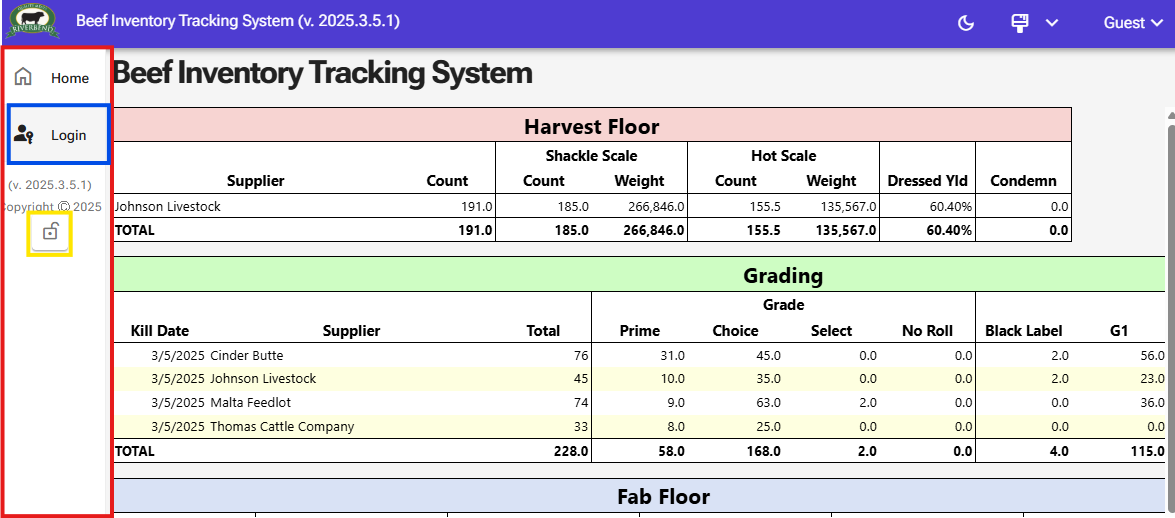 RIVERBEND
Beef Inventory Tracking System (v. 2025.3.5.1)
Guest
Home
Login
(v. 2025.3.5.1)
opyright © 2025
Beef Inventory Tracking System
Harvest Floor
Shackle Scale Hot Scale
Supplier Count Count Weight Count Weight Dressed Yld Condemn
Johnson Livestock 191.0 185.0 266,846.0 155.5 135,567.0 60.40% 0.0
TOTAL 191.0 185.0 266,846.0 155.5 135,567.0 60.40% 0.0
Grading
Grade
Kill Date Supplier Total Prime Choice Select No Roll Black Label G1
3/5/2025 Cinder Butte 76 31.0 45.0 0.0 0.0 2.0 56.0
3/5/2025 Johnson Livestock 45 10.0 35.0 0.0 0.0 2.0 23.0
3/5/2025 Malta Feedlot 74 9.0 63.0 2.0 0.0 0.0 36.0
3/5/2025 Thomas Cattle Company 33 8.0 25.0 0.0 0.0 0.0 0.0
TOTAL 228.0 58.0 168.0 2.0 0.0 4.0 115.0
Fab Floor